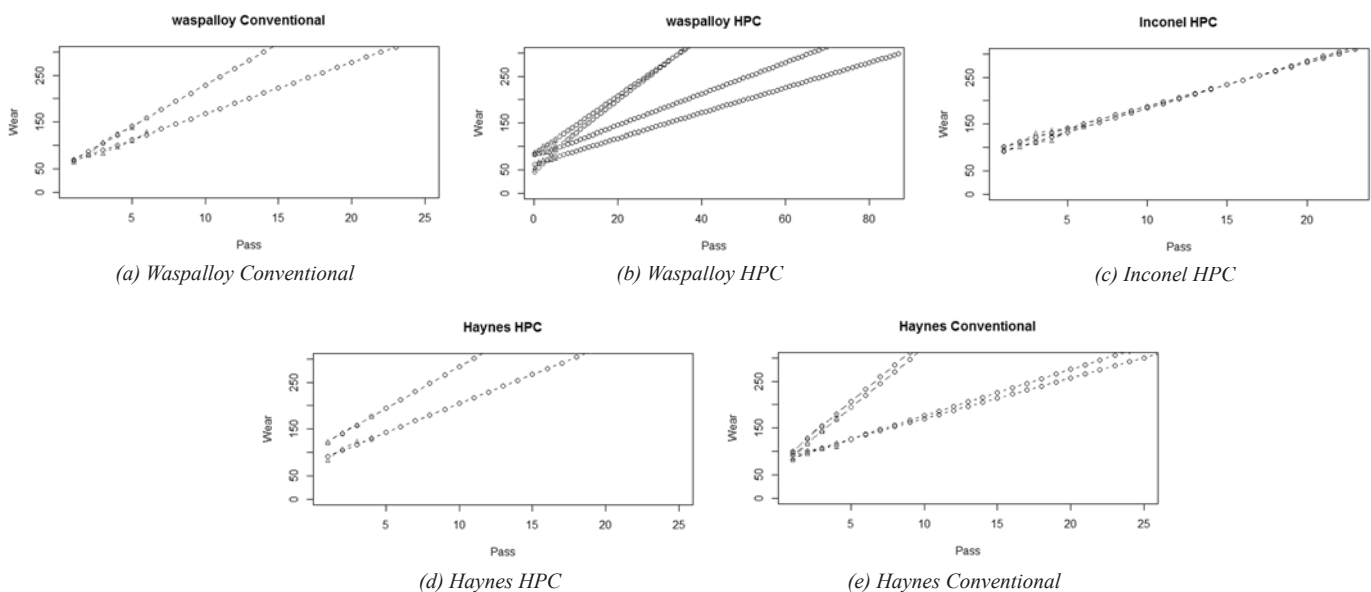 waspalloy Conventional
Wear
0
50
150
250
5
10
15
20
25
Pass
(a) Waspalloy Conventional
waspalloy HPC
Wear
0
50
150
250
0
20
40
60
80
Pass
(b) Waspalloy HPC
Inconel HPC
Wear
0
50
150
250
5
10
15
20
Pass
(c) Inconel HPC
Haynes HPC
Wear
0
50
150
250
5
10
15
20
25
Pass
(d) Haynes HPC
Haynes Conventional
Wear
0
50
150
250
5
10
15
20
25
Pass
(e) Haynes Conventional